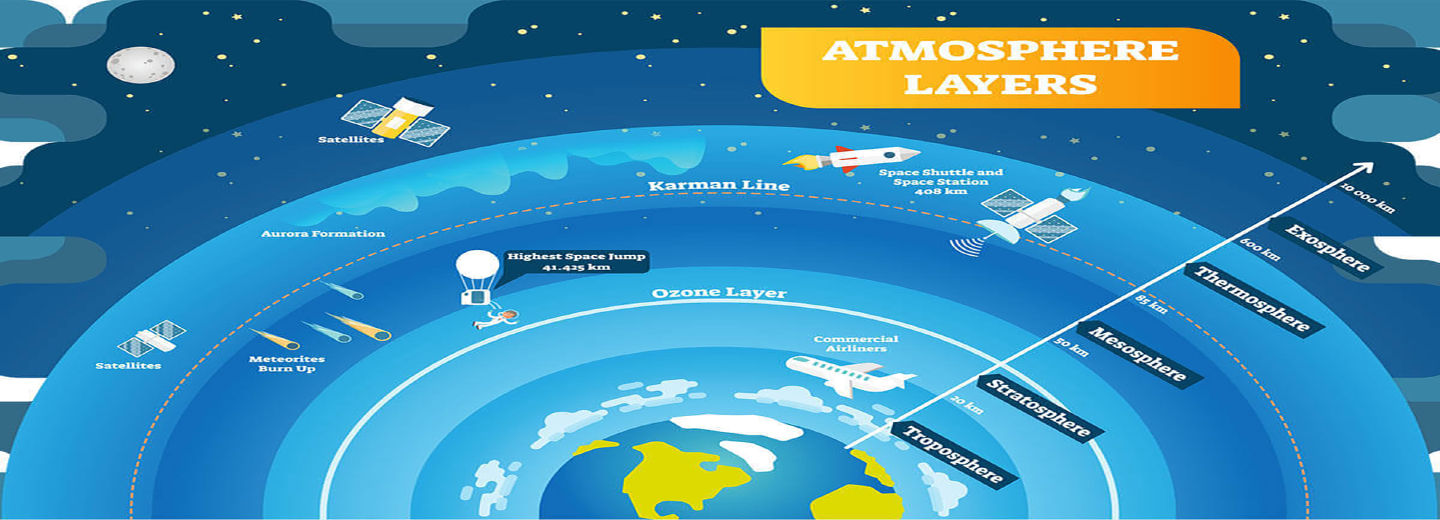 ATMOSPHERE
LAYERS
Satellites
Karman Line
Space Shuttle and
Space Station
408 km
10 000 km
Aurora Formation
Exosphere
600 km
Highest Space Jump
41.425 km
Thermosphere
Ozone Layer
85 km
Meteorites
Burn Up
Satellites
Commercial
Airliners
Mesosphere
50 km
Stratosphere
20 km
Troposphere